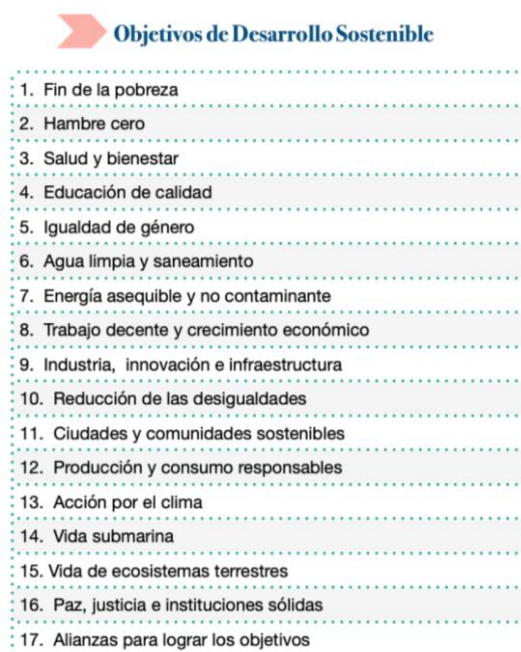 Objetivos de Desarrollo Sostenible
1. Fin de la pobreza
2. Hambre cero
3. Salud y bienestar
4. Educación de calidad
5. Igualdad de género
6. Agua limpia y saneamiento
7. Energía asequible y no contaminante
8. Trabajo decente y crecimiento económico
9. Industria, innovación e infraestructura
10. Reducción de las desigualdades
11. Ciudades y comunidades sostenibles
12. Producción y consumo responsables
13. Acción por el clima
14. Vida submarina
15. Vida de ecosistemas terrestres
16. Paz, justicia e instituciones sólidas
17. Alianzas para lograr los objetivos